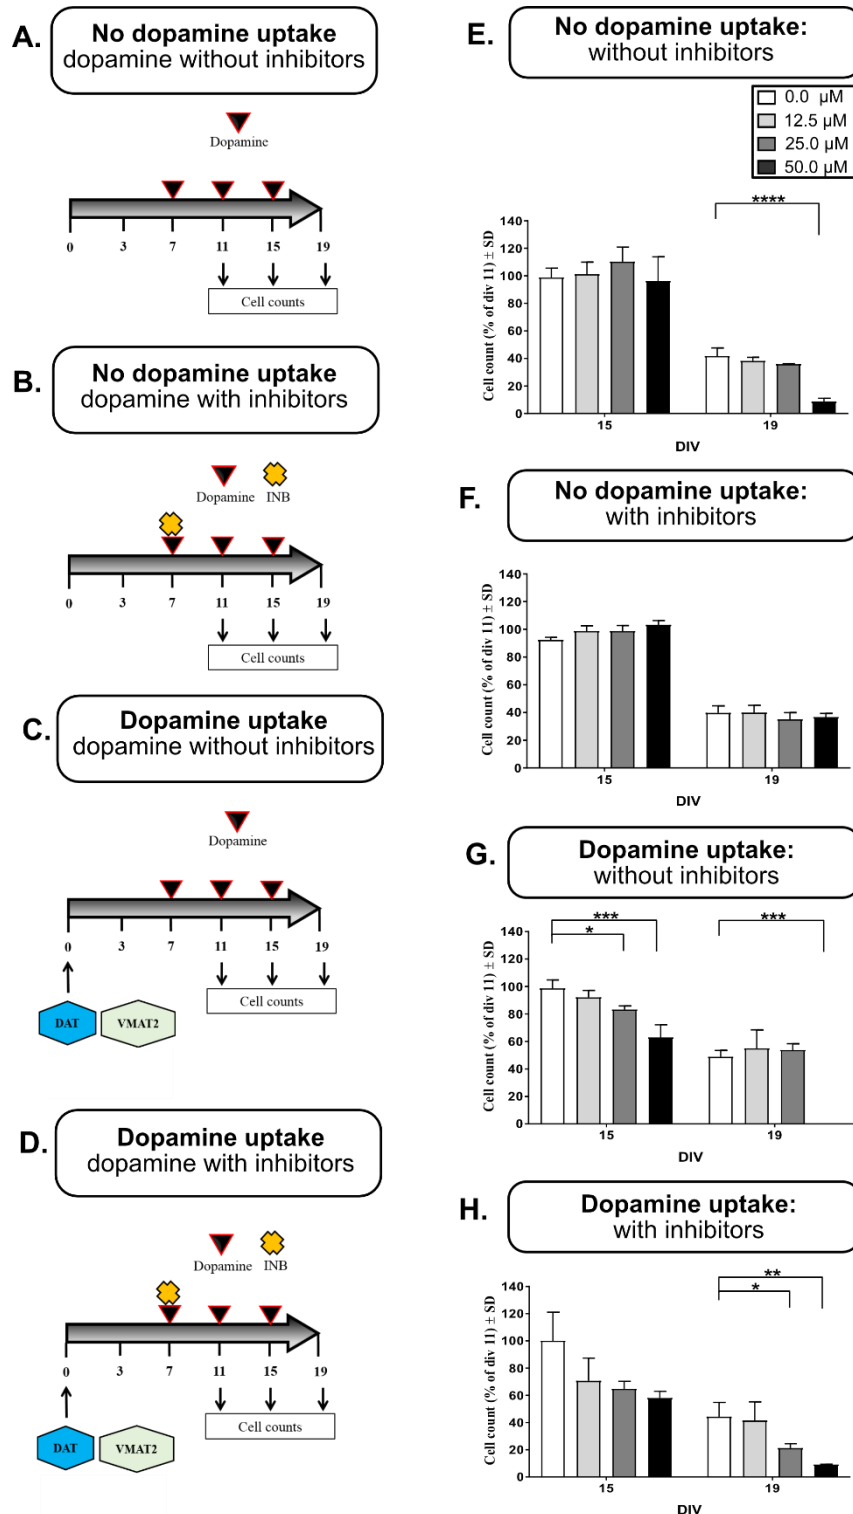 A.
No dopamine uptake
dopamine without inhibitors
Dopamine
0 3 7 11 15 19
Cell counts
B.
No dopamine uptake
dopamine with inhibitors
Dopamine INB
0 3 7 11 15 19
Cell counts
C.
Dopamine uptake
dopamine without inhibitors
Dopamine
0 3 7 11 15 19
Cell counts
DAT VMAT2
D.
Dopamine uptake
dopamine with inhibitors
Dopamine INB
0 3 7 11 15 19
Cell counts
DAT VMAT2
E.
No dopamine uptake:
without inhibitors
0.0 µM
12.5 µM
25.0 µM
50.0 µM
****
Cell count (% of div 11) ± SD
140
120
100
80
60
40
20
0
15 19
DIV
F.
No dopamine uptake:
with inhibitors
Cell count (% of div 11) ± SD
140
120
100
80
60
40
20
0
15 19
DIV
G.
Dopamine uptake:
without inhibitors
*** ***
*
Cell count (% of div 11) ± SD
140
120
100
80
60
40
20
0
15 19
DIV
H.
Dopamine uptake:
with inhibitors
**
*
Cell count (% of div 11) ± SD
140
120
100
80
60
40
20
0
15 19
DIV